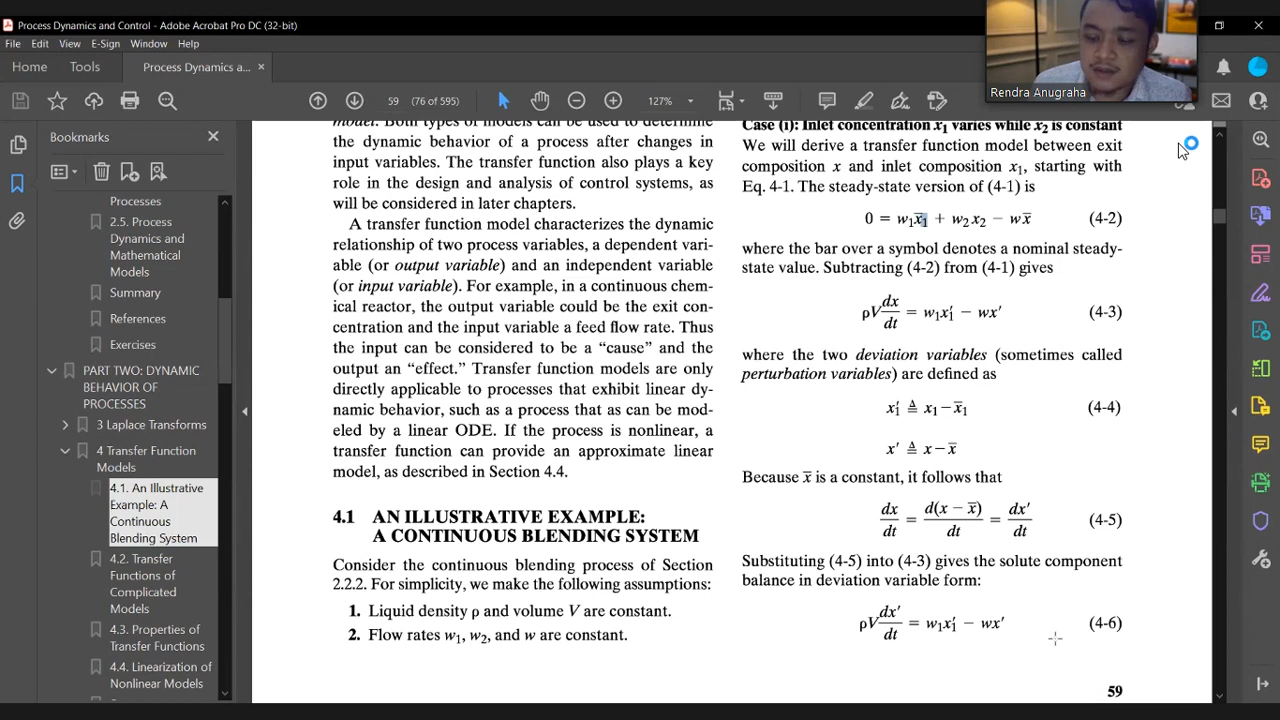 Process Dynamics and Control - Adobe Acrobat Pro DC (32-bit)
File Edit View E-Sign Window Help
Home Tools Process Dynamics a... ×
59 (76 of 595) 127%
Rendra Anugraha
Bookmarks
Processes
2.5. Process
Dynamics and
Mathematical
Models
Summary
References
Exercises
PART TWO: DYNAMIC
BEHAVIOR OF
PROCESSES
3 Laplace Transforms
4 Transfer Function
Models
4.1. An Illustrative
Example: A
Continuous
Blending System
4.2. Transfer
Functions of
Complicated
Models
4.3. Properties of
Transfer Functions
4.4. Linearization of
Nonlinear Models
model. Both types of models can be used to determine
the dynamic behavior of a process after changes in
input variables. The transfer function also plays a key
role in the design and analysis of control systems, as
will be considered in later chapters.
A transfer function model characterizes the dynamic
relationship of two process variables, a dependent vari-
able (or output variable) and an independent variable
(or input variable). For example, in a continuous chem-
ical reactor, the output variable could be the exit con-
centration and the input variable a feed flow rate. Thus
the input can be considered to be a “cause” and the
output an “effect.” Transfer function models are only
directly applicable to processes that exhibit linear dy-
namic behavior, such as a process that as can be mod-
eled by a linear ODE. If the process is nonlinear, a
transfer function can provide an approximate linear
model, as described in Section 4.4.
4.1 AN ILLUSTRATIVE EXAMPLE:
A CONTINUOUS BLENDING SYSTEM
Consider the continuous blending process of Section
2.2.2. For simplicity, we make the following assumptions:
1. Liquid density ρ and volume V are constant.
2. Flow rates w₁, w₂, and w are constant.
Case (i): Inlet concentration x₁ varies while x₂ is constant
We will derive a transfer function model between exit
composition x and inlet composition x₁, starting with
Eq. 4-1. The steady-state version of (4-1) is
0 = w₁x̅₁ + w₂x₂ − wx̅ (4-2)
where the bar over a symbol denotes a nominal steady-
state value. Subtracting (4-2) from (4-1) gives
ρV dx/dt = w₁x₁′ − wx′ (4-3)
where the two deviation variables (sometimes called
perturbation variables) are defined as
x₁′ ≜ x₁ − x̅₁ (4-4)
x′ ≜ x − x̅
Because x̅ is a constant, it follows that
dx/dt = d(x − x̅)/dt = dx′/dt (4-5)
Substituting (4-5) into (4-3) gives the solute component
balance in deviation variable form:
ρV dx′/dt = w₁x₁′ − wx′ (4-6)
59